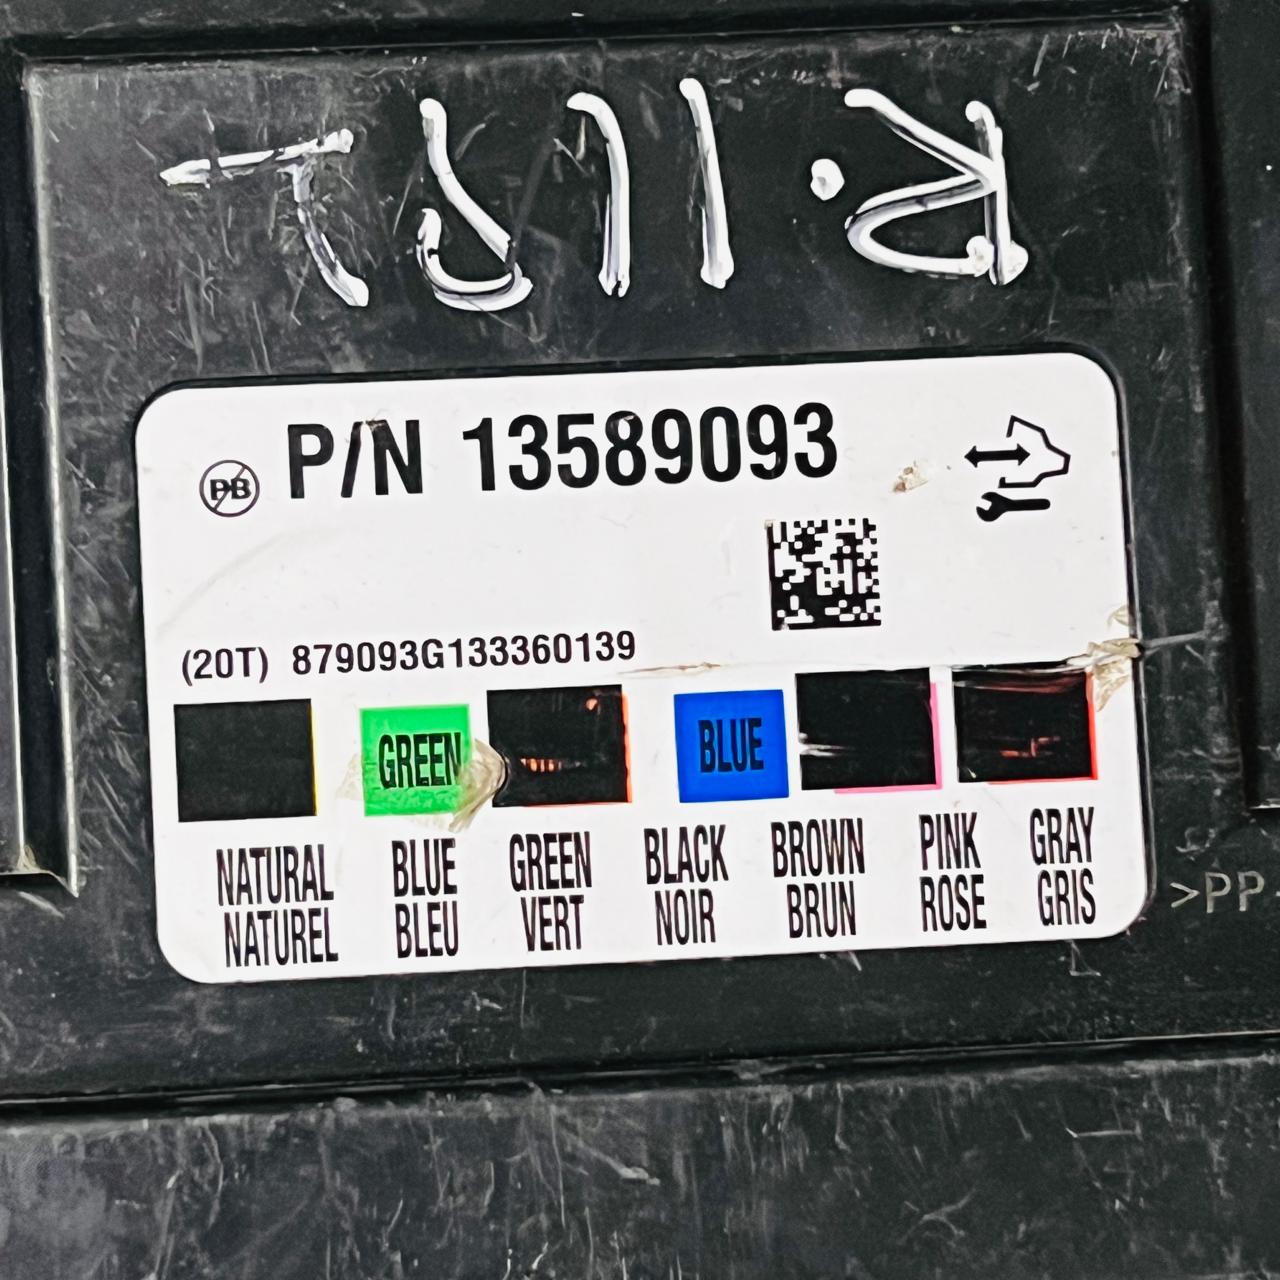 P/N 13589093
PB
(20T) 879093G133360139
GREEN BLUE
NATURAL BLUE GREEN BLACK BROWN PINK GRAY
NATUREL BLEU VERT NOIR BRUN ROSE GRIS
>PP